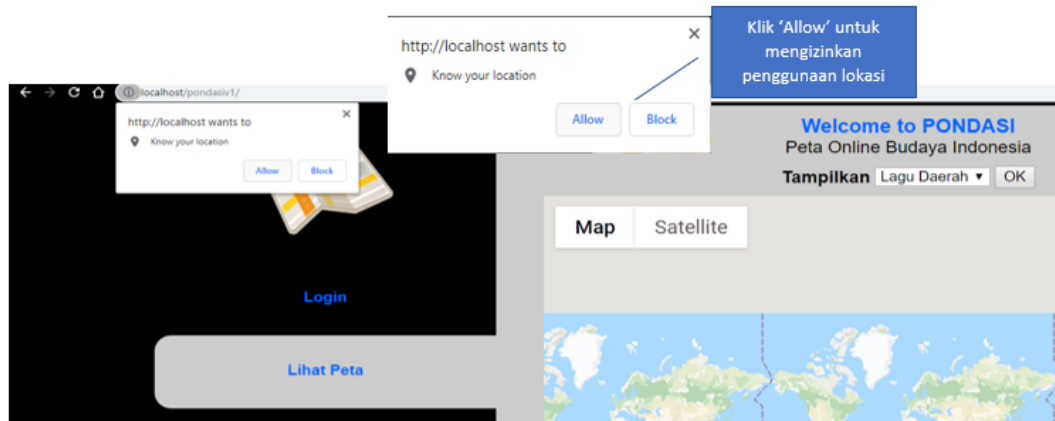 http://localhost wants to
Know your location
Allow
Block
Klik ‘Allow’ untuk
mengizinkan
penggunaan lokasi
localhost/pondasiv1/
http://localhost wants to
Know your location
Allow
Block
Login
Lihat Peta
Welcome to PONDASI
Peta Online Budaya Indonesia
Tampilkan Lagu Daerah OK
Map Satellite